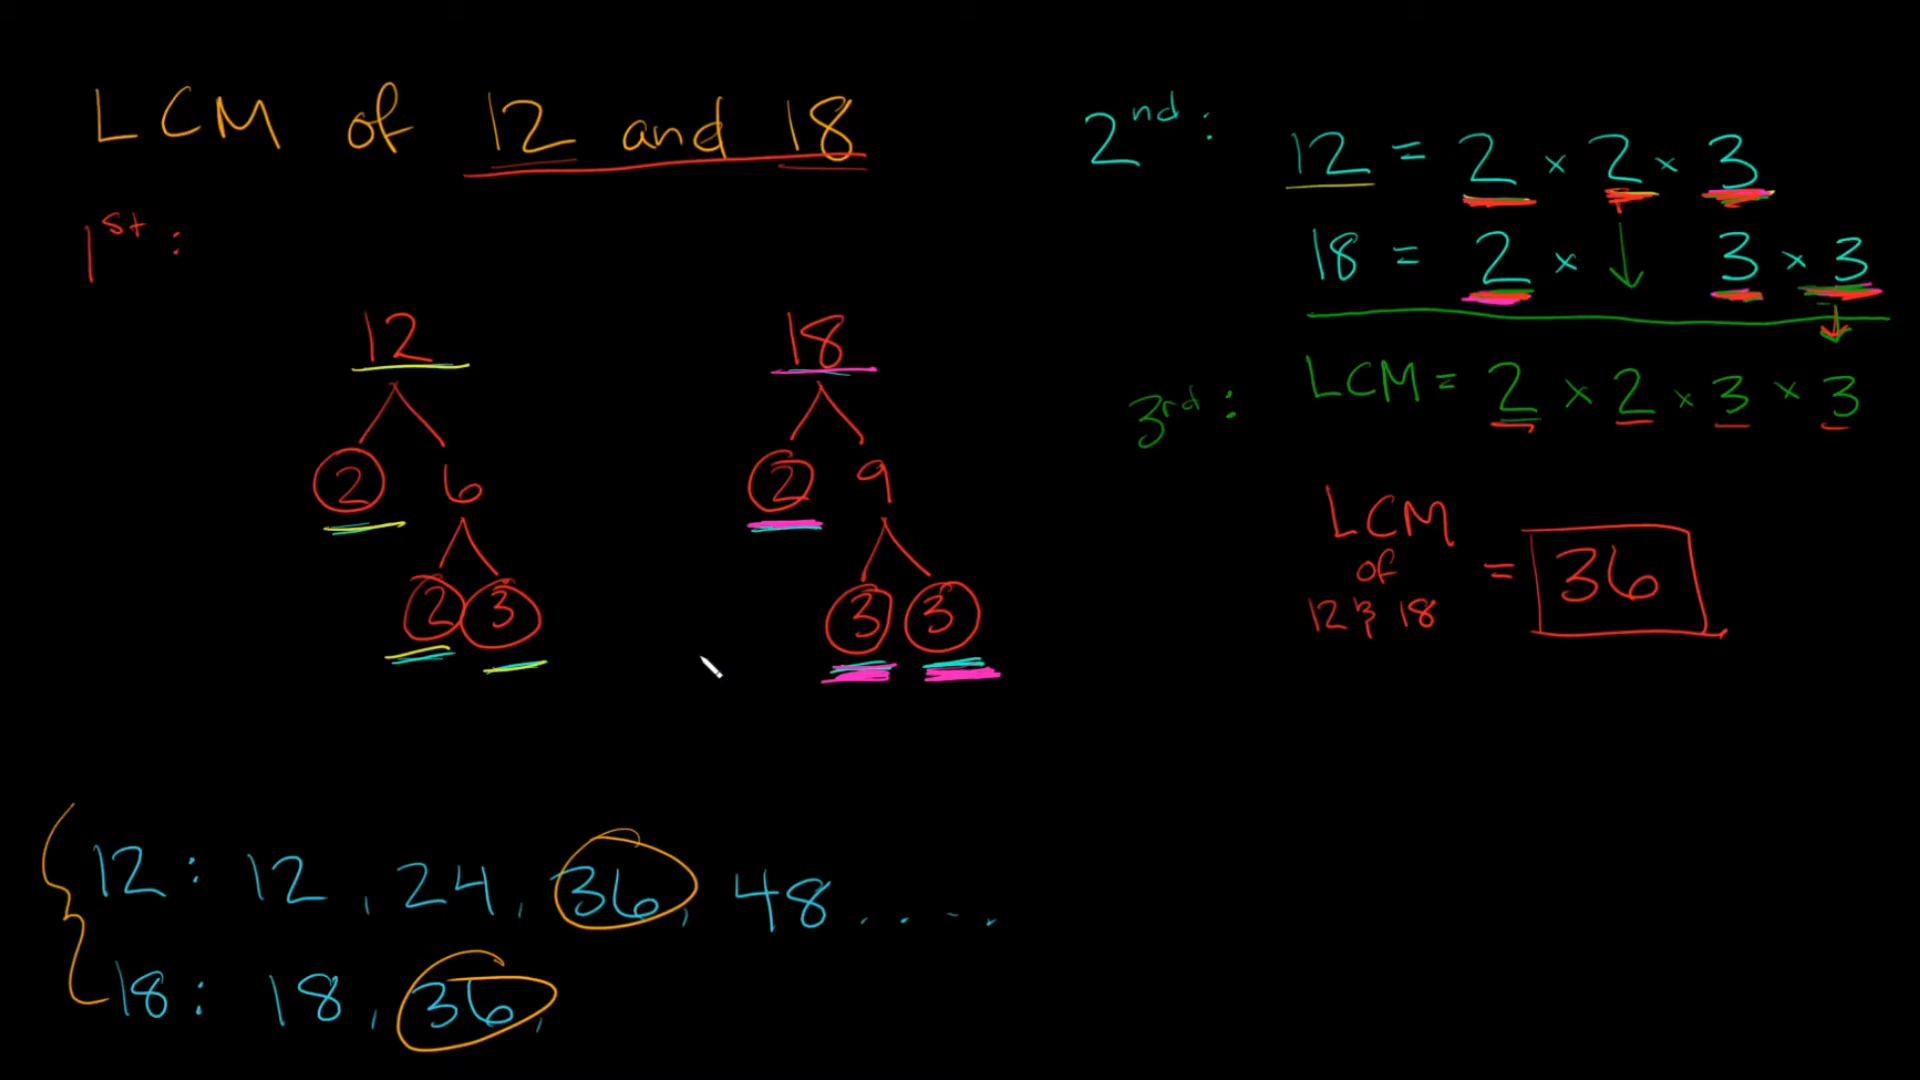 LCM of 12 and 18
1st:
12
18
2 6
2 9
2 3
3 3
2nd:
12 = 2 × 2 × 3
18 = 2 × 3 × 3
3rd:
LCM = 2 × 2 × 3 × 3
LCM
of
12 & 18
= 36
12: 12, 24, 36, 48.....
18: 18, 36,